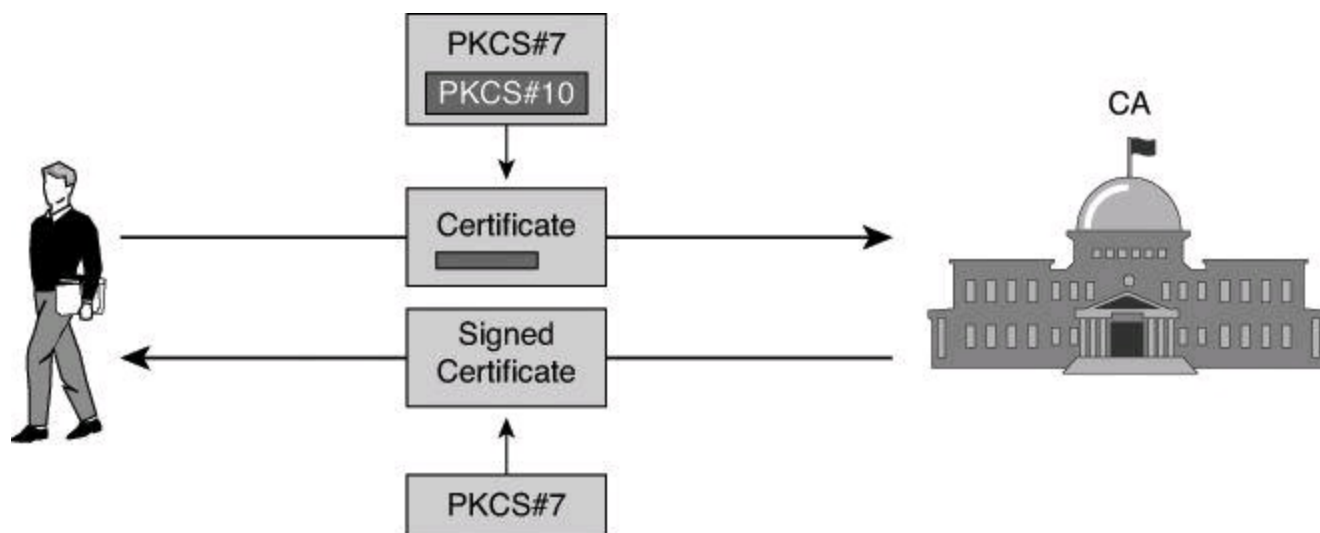 PKCS#7
PKCS#10
CA
Certificate
Signed
Certificate
PKCS#7